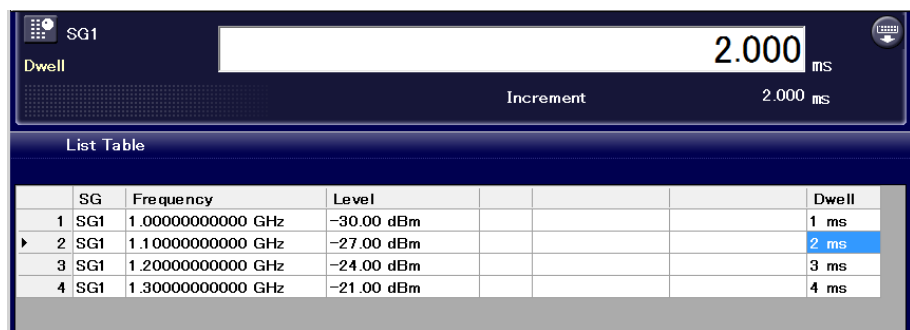 SG1
Dwell 2.000 ms
Increment 2.000 ms
List Table
SG Frequency Level Dwell
1 SG1 1.00000000000 GHz -30.00 dBm 1 ms
2 SG1 1.10000000000 GHz -27.00 dBm 2 ms
3 SG1 1.20000000000 GHz -24.00 dBm 3 ms
4 SG1 1.30000000000 GHz -21.00 dBm 4 ms